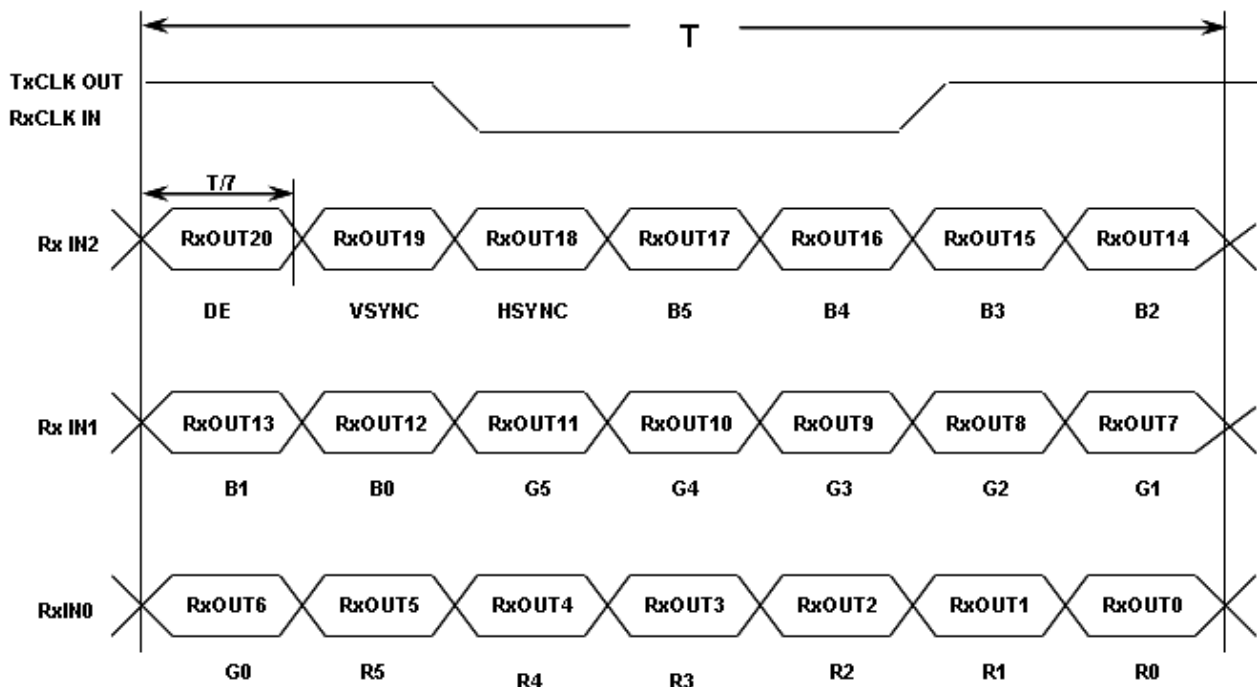 T
TxCLK OUT
RxCLK IN
T/7
Rx IN2 RxOUT20 RxOUT19 RxOUT18 RxOUT17 RxOUT16 RxOUT15 RxOUT14
DE VSYNC HSYNC B5 B4 B3 B2
Rx IN1 RxOUT13 RxOUT12 RxOUT11 RxOUT10 RxOUT9 RxOUT8 RxOUT7
B1 B0 G5 G4 G3 G2 G1
RxIN0 RxOUT6 RxOUT5 RxOUT4 RxOUT3 RxOUT2 RxOUT1 RxOUT0
G0 R5 R4 R3 R2 R1 R0